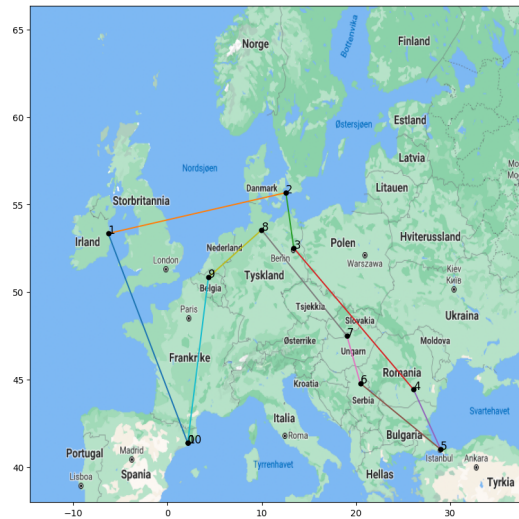 65
60
55
50
45
40
−10
0
10
20
30
Norge
Finland
Bottenvika
Estland
Østersjøen
Latvia
Nordsjøen
Danmark
Litauen
Storbritannia
Irland
Nederland
Hviterussland
London
Tyskland
Berlin
Polen
Warszawa
Belgia
Kiev
Київ
Paris
Tsjekkia
Slovakia
Ukraina
Frankrike
Østerrike
Ungarn
Moldova
Kroatia
Romania
Serbia
Italia
Roma
Bulgaria
Svartehavet
Portugal
Madrid
Spania
Lisboa
Tyrrenhavet
Hellas
Istanbul
Ankara
Tyrkia
1
2
3
4
5
6
7
8
9
10